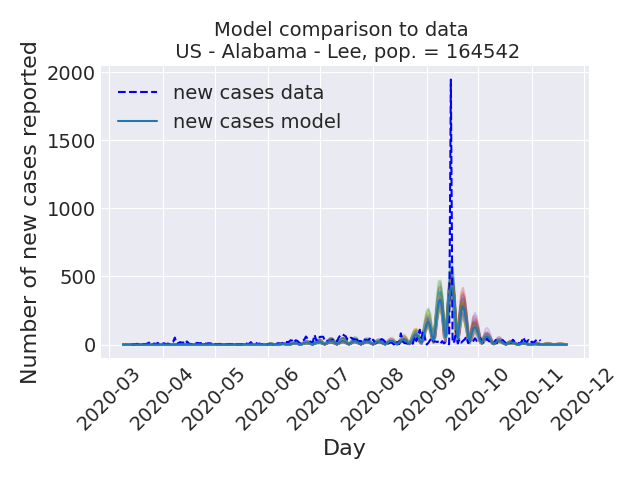 Model comparison to data
US - Alabama - Lee, pop. = 164542
Number of new cases reported
2000
1500
1000
500
0
new cases data
new cases model
2020-03
2020-04
2020-05
2020-06
2020-07
2020-08
2020-09
2020-10
2020-11
2020-12
Day